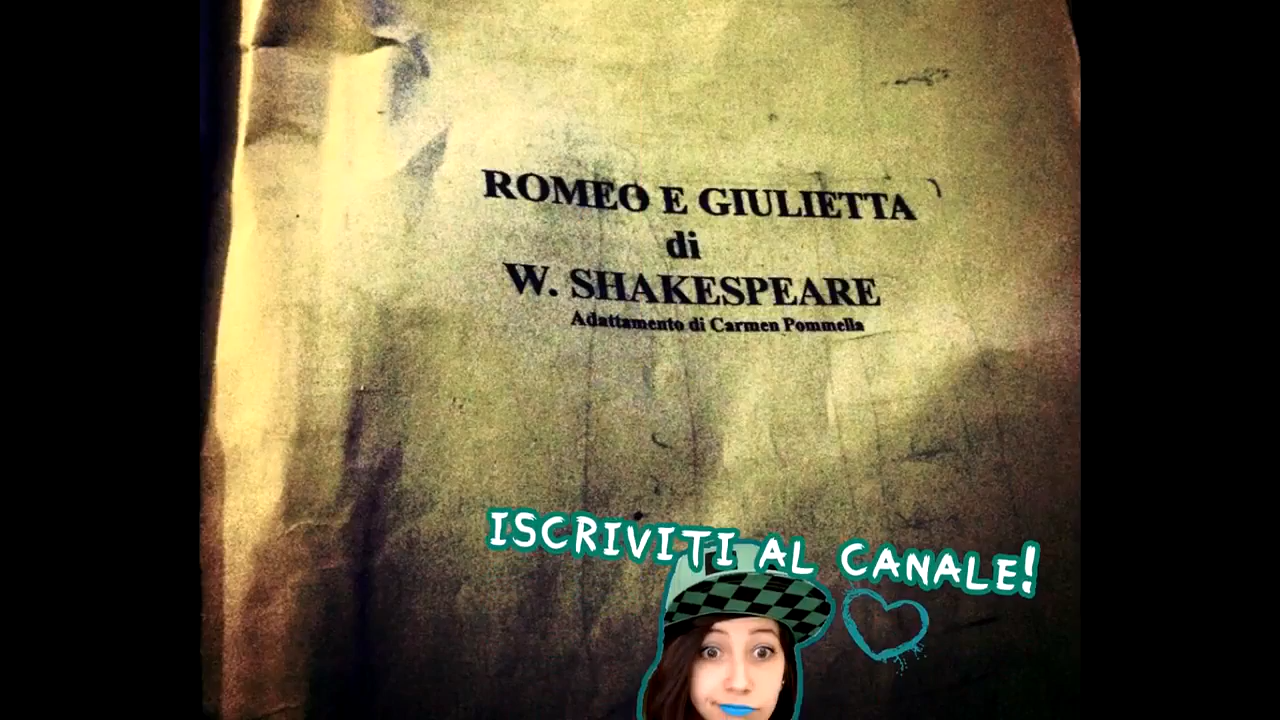 ROMEO E GIULIETTA
di
W. SHAKESPEARE
Adattamento di Carmen Pommella
ISCRIVITI AL CANALE!